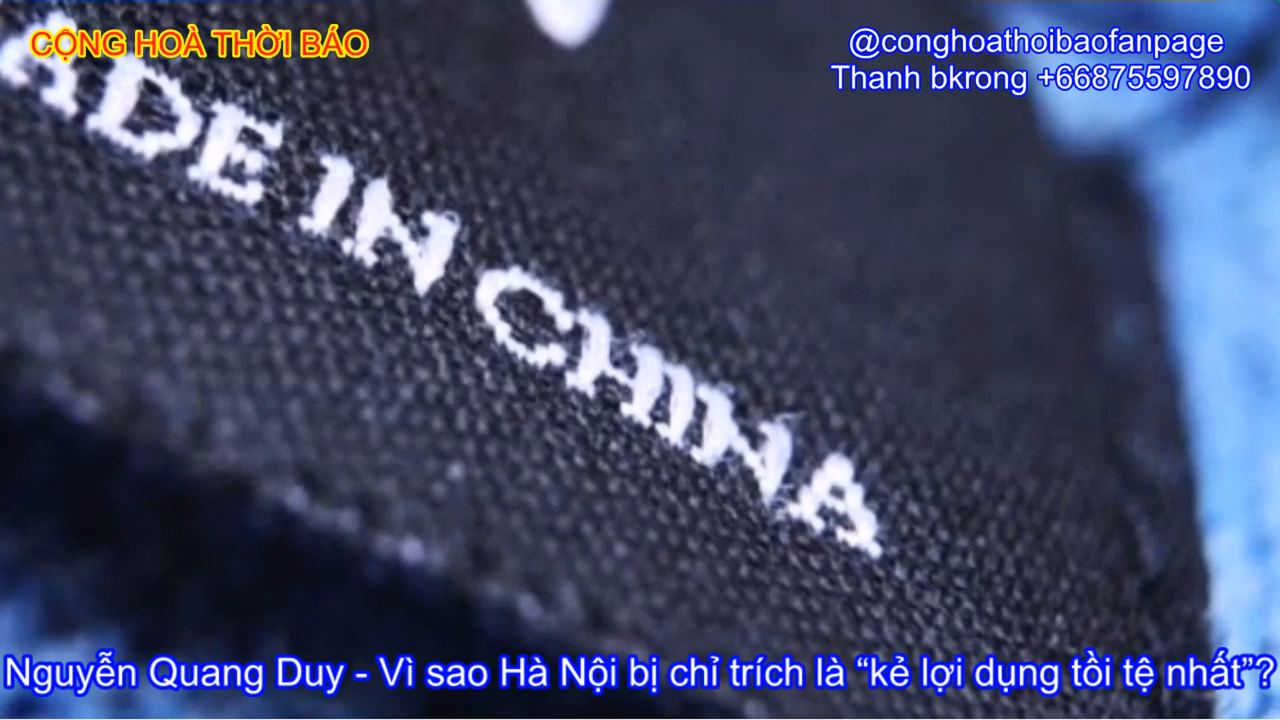 CỘNG HOÀ THỜI BÁO
@conghoathoibaofanpage
Thanh bkrong +66875597890
ADE IN CHINA
Nguyễn Quang Duy - Vì sao Hà Nội bị chỉ trích là “kẻ lợi dụng tồi tệ nhất”?